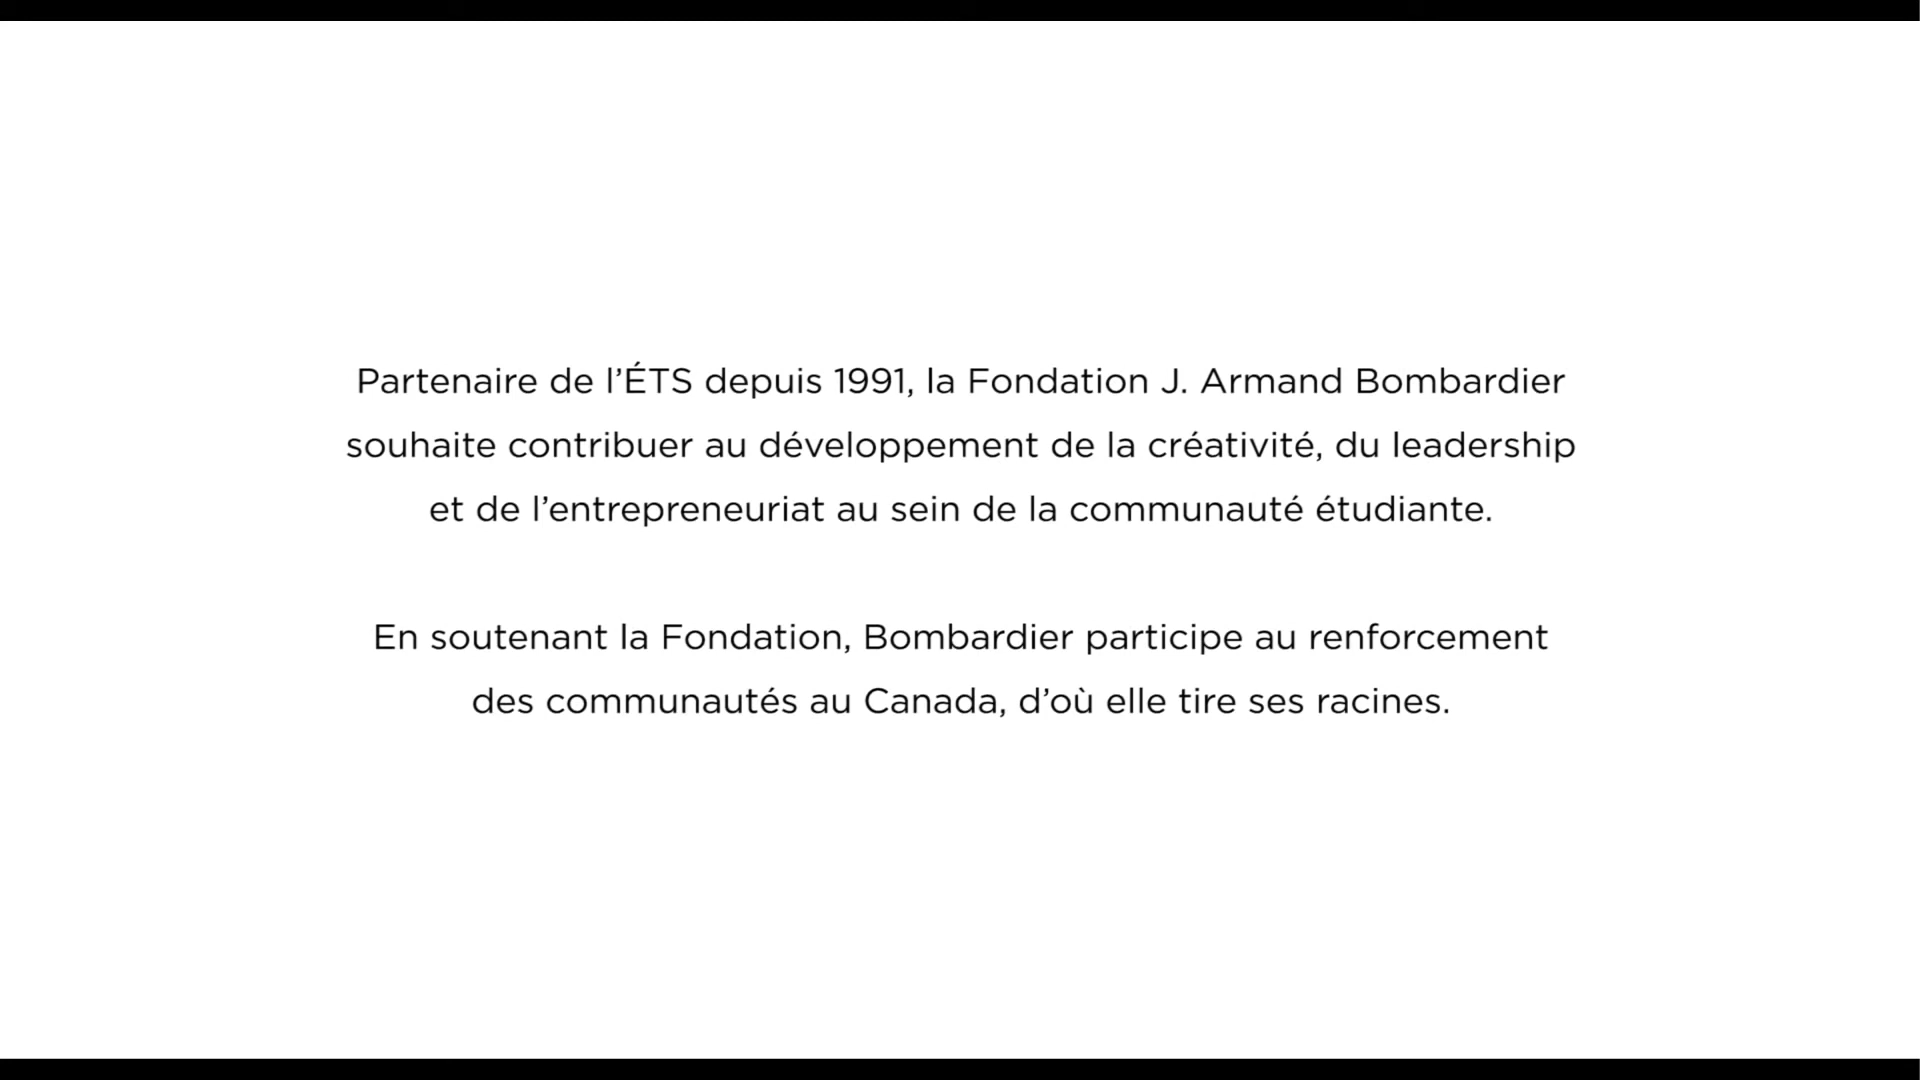 Partenaire de l’ÉTS depuis 1991, la Fondation J. Armand Bombardier
souhaite contribuer au développement de la créativité, du leadership
et de l’entrepreneuriat au sein de la communauté étudiante.
En soutenant la Fondation, Bombardier participe au renforcement
des communautés au Canada, d’où elle tire ses racines.